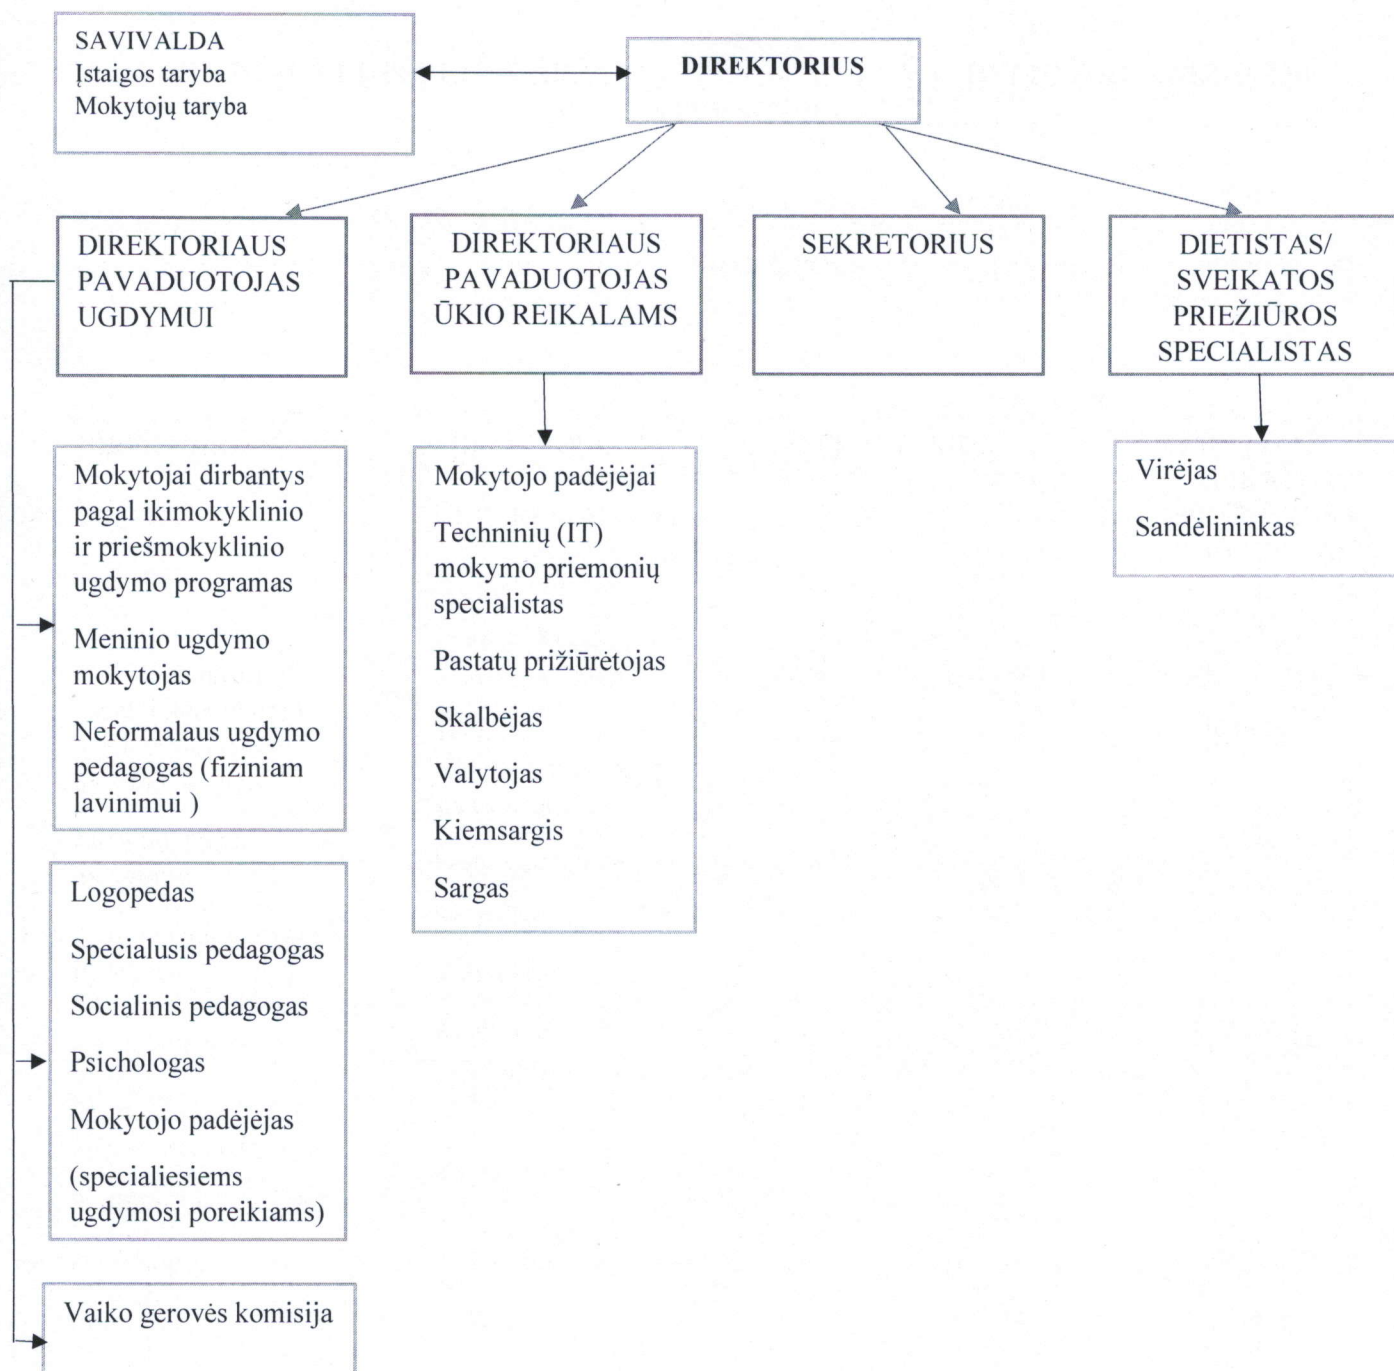 SAVIVALDA
Įstaigos taryba
Mokytojų taryba
DIREKTORIUS
DIREKTORIAUS
PAVADUOTOJAS
UGDYMUI
DIREKTORIAUS
PAVADUOTOJAS
ŪKIO REIKALAMS
SEKRETORIUS
DIETISTAS/
SVEIKATOS
PRIEŽIŪROS
SPECIALISTAS
Mokytojai dirbantys
pagal ikimokyklinio
ir priešmokyklinio
ugdymo programas
Meninio ugdymo
mokytojas
Neformalaus ugdymo
pedagogas (fiziniam
lavinimui )
Mokytojo padėjėjai
Techninių (IT)
mokymo priemonių
specialistas
Pastatų prižiūrėtojas
Skalbėjas
Valytojas
Kiemsargis
Sargas
Virėjas
Sandėlininkas
Logopedas
Specialusis pedagogas
Socialinis pedagogas
Psichologas
Mokytojo padėjėjas
(specialiesiems
ugdymosi poreikiams)
Vaiko gerovės komisija